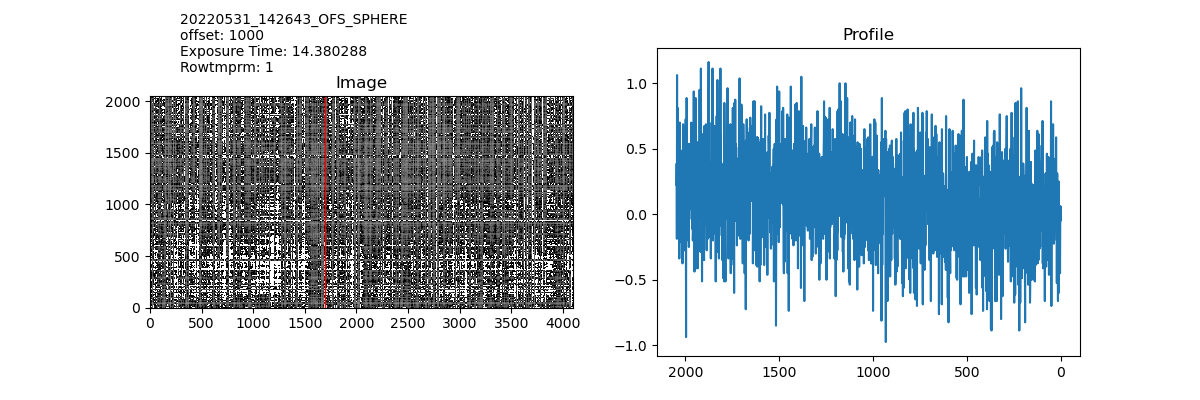 20220531_142643_OFS_SPHERE
offset: 1000
Exposure Time: 14.380288
Rowtmprm: 1
Image
2000
1500
1000
500
0
0 500 1000 1500 2000 2500 3000 3500 4000
Profile
1.0
0.5
0.0
−0.5
−1.0
2000 1500 1000 500 0